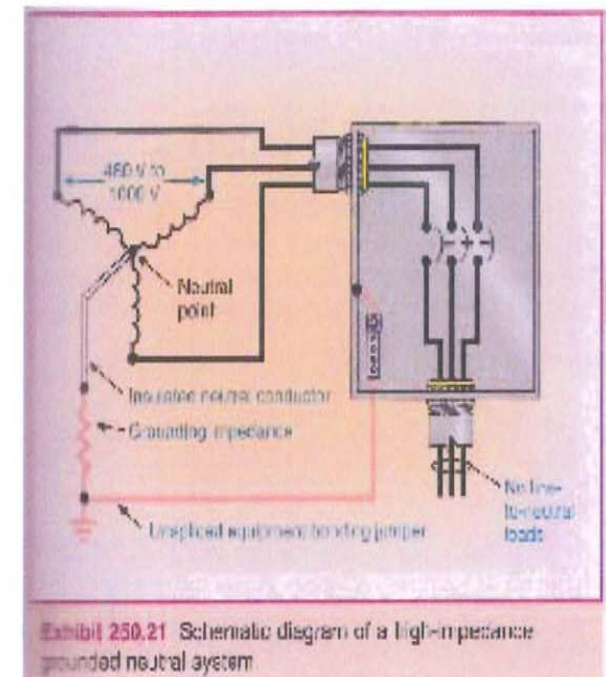 480 V to
1000 V
Neutral
point
Insulated neutral conductor
Grounding impedance
Unspliced equipment bonding jumper
No line-
to-neutral
loads
Exhibit 250.21 Schematic diagram of a high-impedance
grounded neutral system